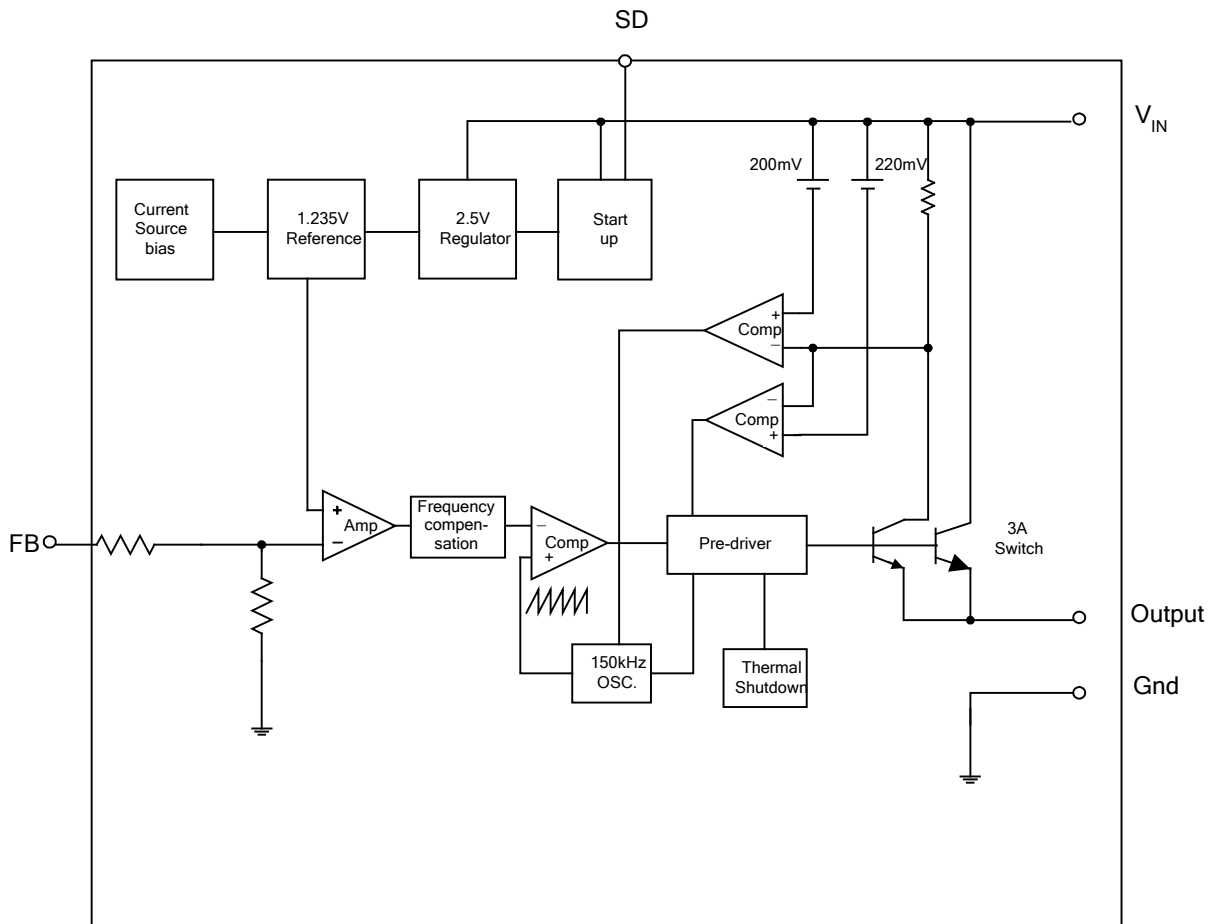 SD
V_IN
200mV
220mV
Current
Source
bias
1.235V
Reference
2.5V
Regulator
Start
up
+
Comp
–
–
Comp
+
FB
+
Amp
–
Frequency
compen-
sation
–
Comp
+
Pre-driver
3A
Switch
Output
150kHz
OSC.
Thermal
Shutdown
Gnd